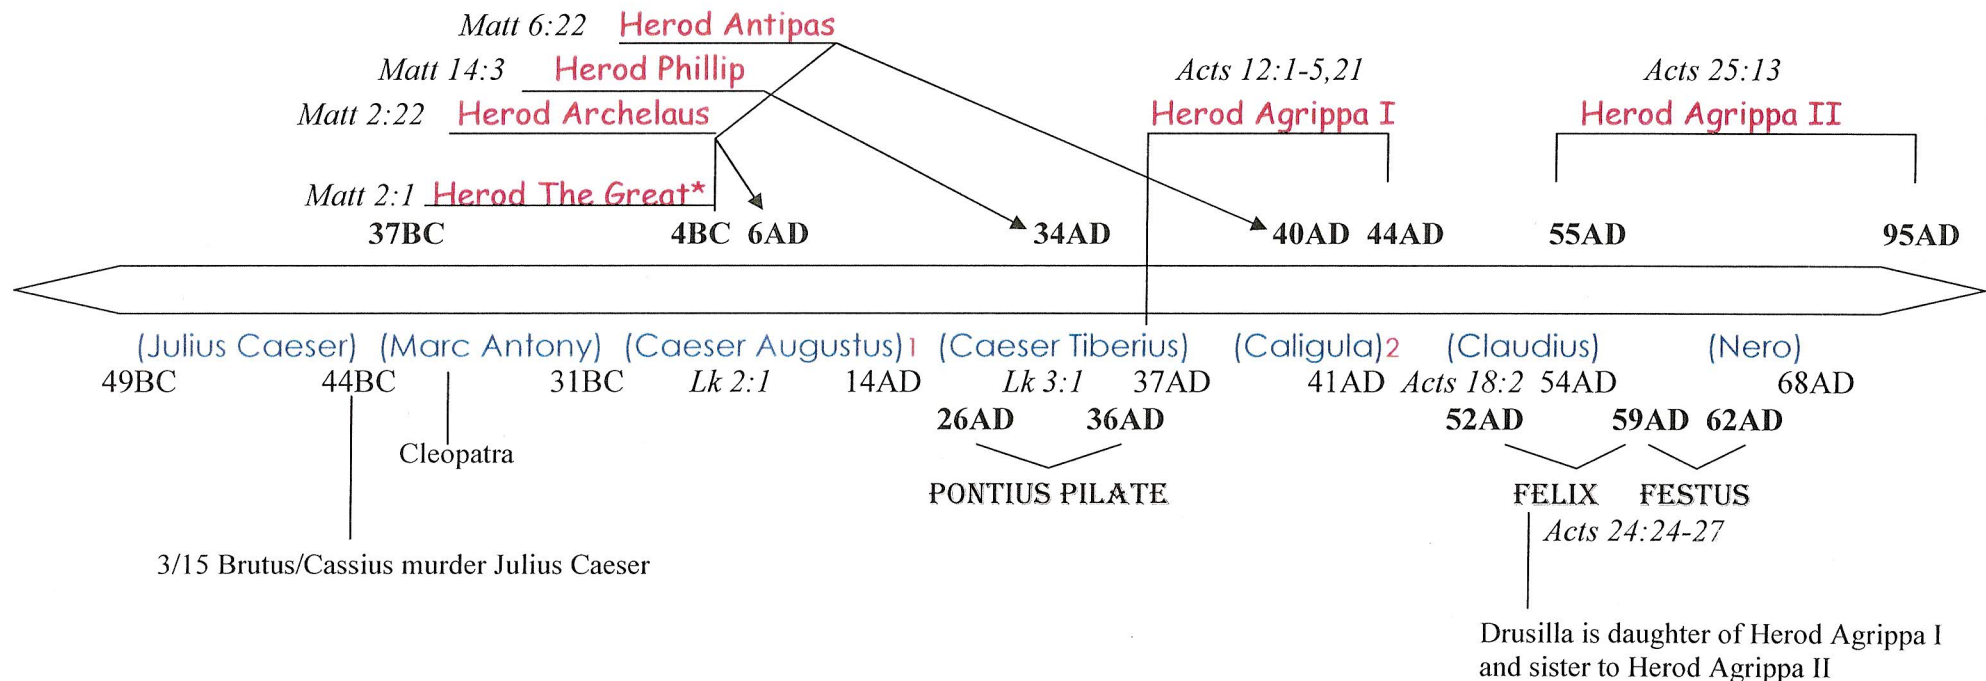 Matt 6:22 Herod Antipas
Matt 14:3 Herod Phillip Acts 12:1-5,21 Acts 25:13
Matt 2:22 Herod Archelaus Herod Agrippa I Herod Agrippa II
Matt 2:1 Herod The Great*
37BC 4BC 6AD 34AD 40AD 44AD 55AD 95AD
(Julius Caeser) (Marc Antony) (Caeser Augustus)1 (Caeser Tiberius) (Caligula)2 (Claudius) (Nero)
49BC 44BC 31BC Lk 2:1 14AD Lk 3:1 37AD 41AD Acts 18:2 54AD 68AD
26AD 36AD 52AD 59AD 62AD
Cleopatra
PONTIUS PILATE FELIX FESTUS
Acts 24:24-27
3/15 Brutus/Cassius murder Julius Caeser
Drusilla is daughter of Herod Agrippa I
and sister to Herod Agrippa II